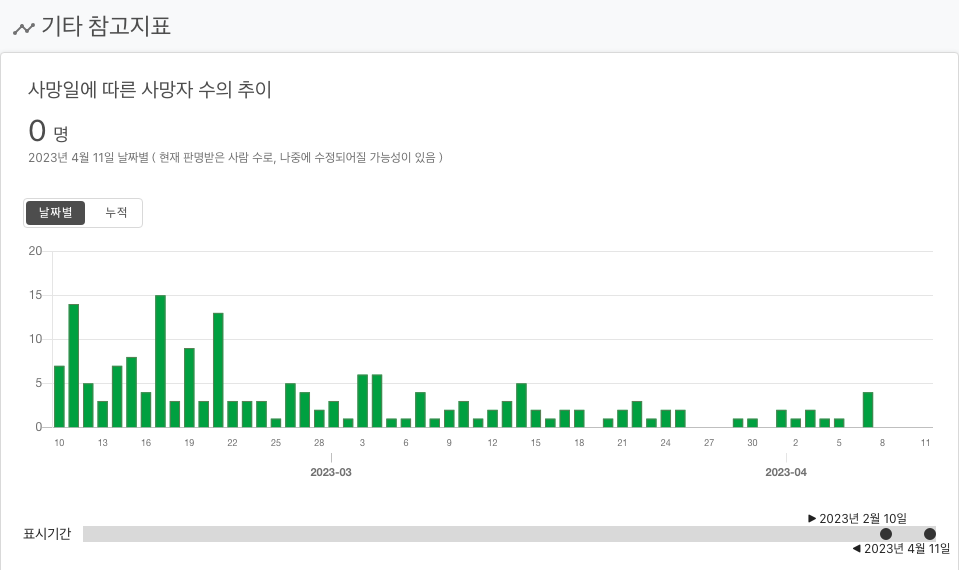 기타 참고지표
사망일에 따른 사망자 수의 추이
0 명
2023년 4월 11일 날짜별 ( 현재 판명받은 사람 수로, 나중에 수정되어질 가능성이 있음 )
날짜별 누적
20
15
10
5
0
10 13 16 19 22 25 28 3 6 9 12 15 18 21 24 27 30 2 5 8 11
2023-03 2023-04
▶ 2023년 2월 10일
표시기간
◀ 2023년 4월 11일